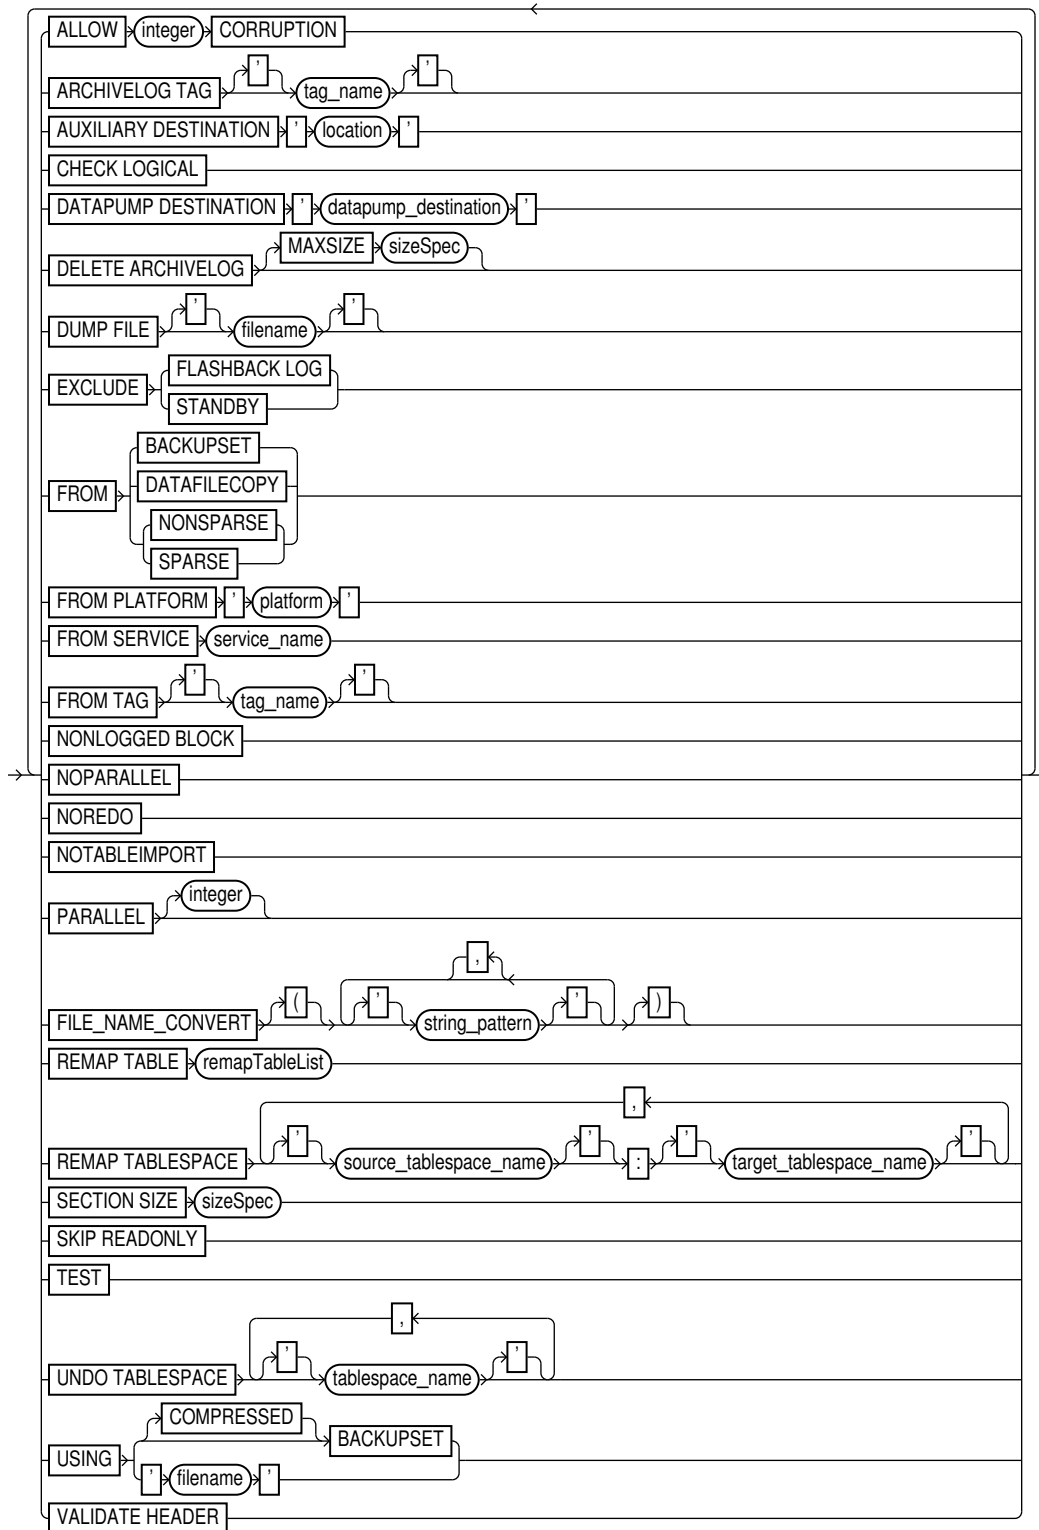 ALLOW integer CORRUPTION
' '
ARCHIVELOG TAG tag_name
AUXILIARY DESTINATION ' location '
CHECK LOGICAL
DATAPUMP DESTINATION ' datapump_destination '
MAXSIZE sizeSpec
DELETE ARCHIVELOG
' '
DUMP FILE filename
FLASHBACK LOG
EXCLUDE
STANDBY
BACKUPSET
DATAFILECOPY
FROM
NONSPARSE
SPARSE
FROM PLATFORM ' platform '
FROM SERVICE service_name
' '
FROM TAG tag_name
NONLOGGED BLOCK
NOPARALLEL
NOREDO
NOTABLEIMPORT
integer
PARALLEL
,
( ' ' )
FILE_NAME_CONVERT string_pattern
REMAP TABLE remapTableList
,
' ' ' '
REMAP TABLESPACE source_tablespace_name : target_tablespace_name
SECTION SIZE sizeSpec
SKIP READONLY
TEST
,
' '
UNDO TABLESPACE tablespace_name
COMPRESSED
BACKUPSET
USING
' filename '
VALIDATE HEADER